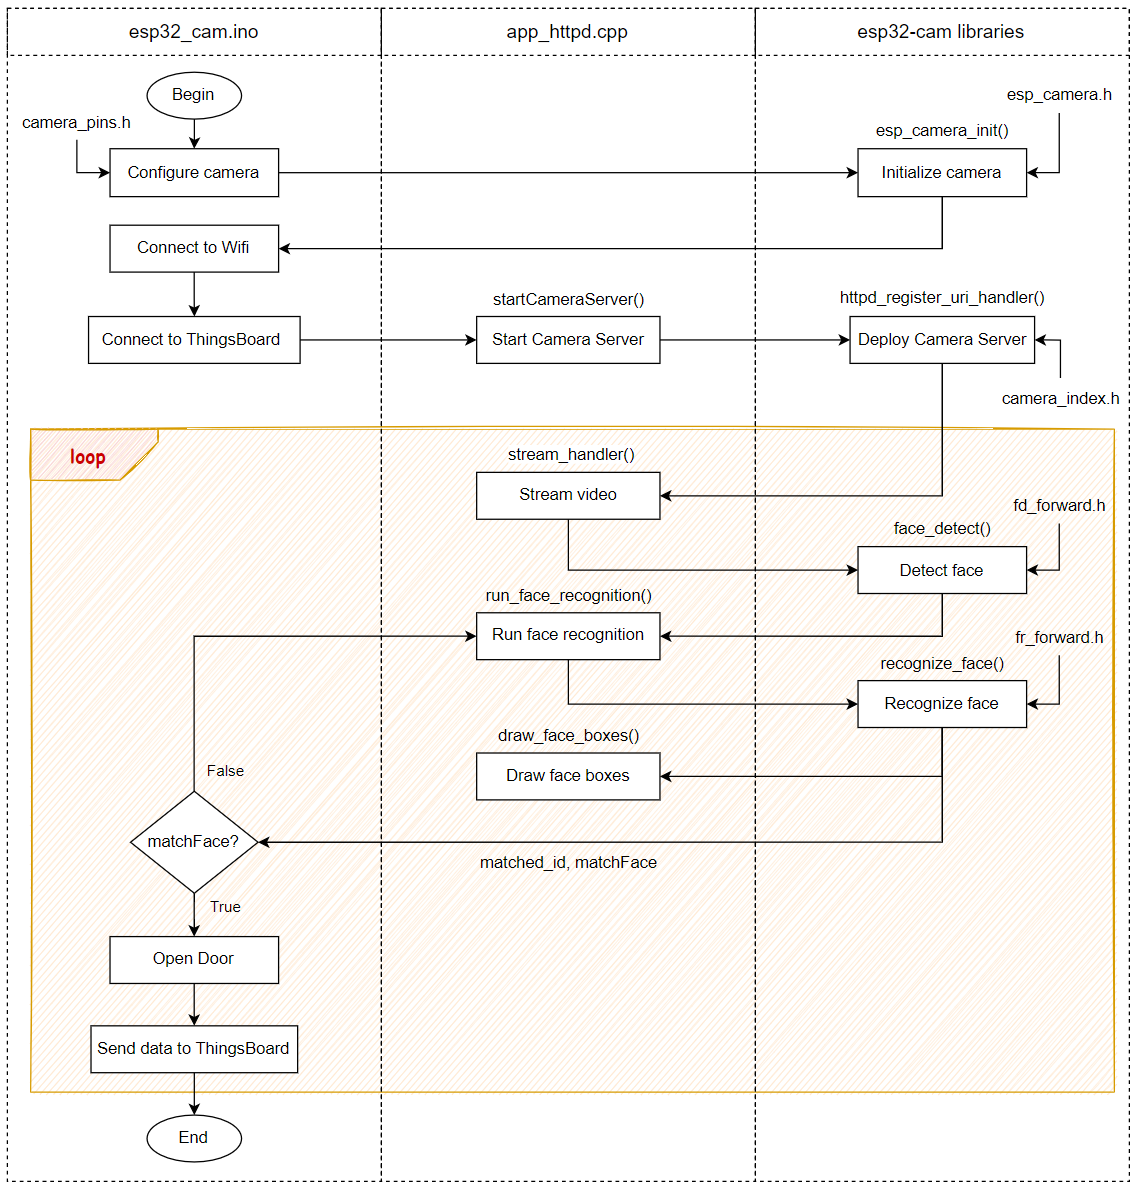 esp32_cam.ino
app_httpd.cpp
esp32-cam libraries
Begin
esp_camera.h
camera_pins.h
esp_camera_init()
Configure camera
Initialize camera
Connect to Wifi
startCameraServer()
httpd_register_uri_handler()
Connect to ThingsBoard
Start Camera Server
Deploy Camera Server
camera_index.h
loop
stream_handler()
Stream video
fd_forward.h
face_detect()
Detect face
run_face_recognition()
Run face recognition
fr_forward.h
recognize_face()
Recognize face
draw_face_boxes()
Draw face boxes
False
matchFace?
matched_id, matchFace
True
Open Door
Send data to ThingsBoard
End